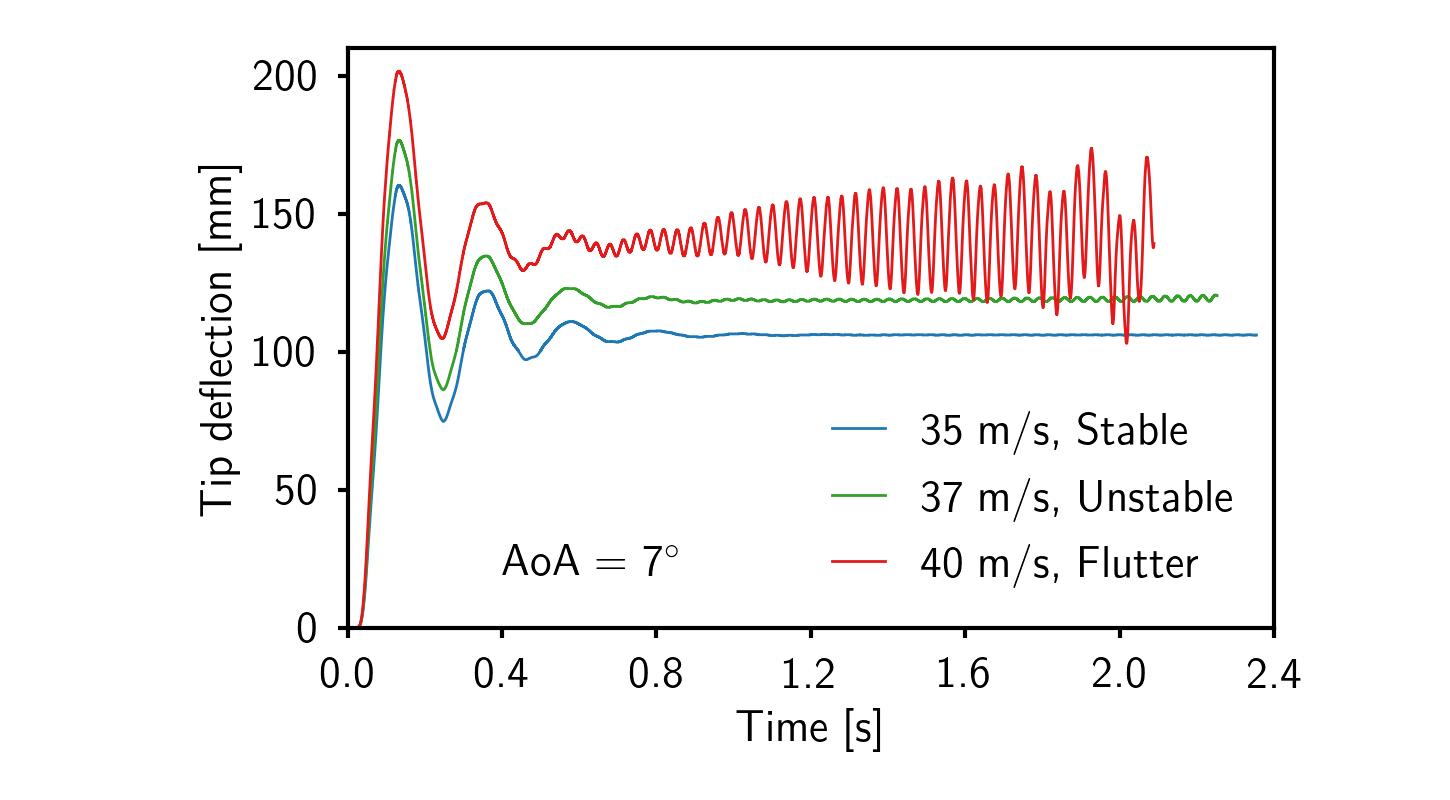 Tip deflection [mm]
200
150
100
50
0
35 m/s, Stable
37 m/s, Unstable
40 m/s, Flutter
AoA = 7°
0.0 0.4 0.8 1.2 1.6 2.0 2.4
Time [s]